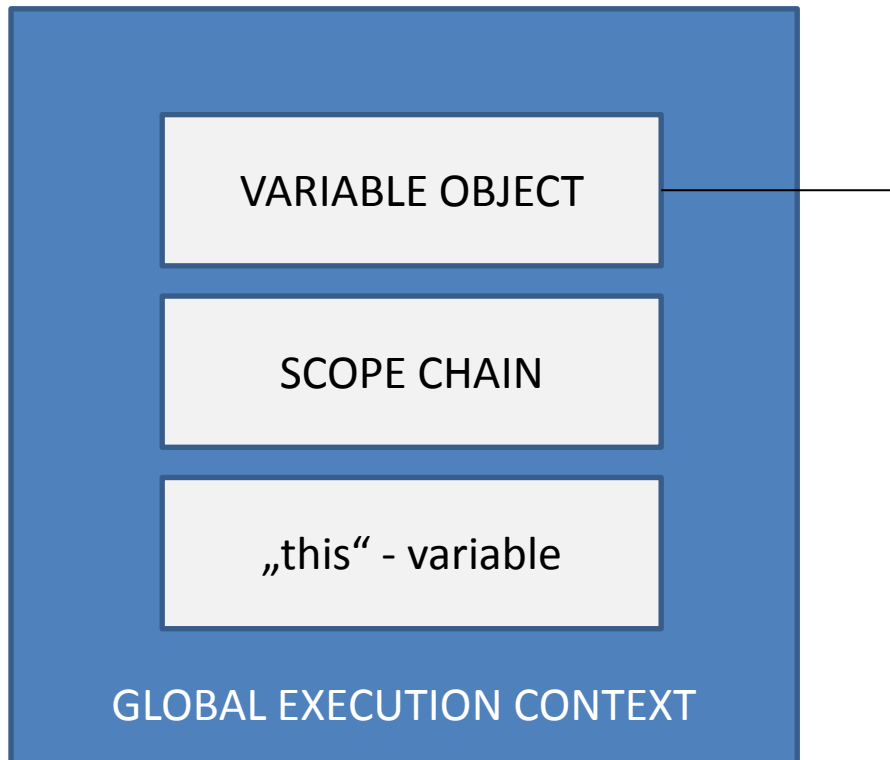 VARIABLE OBJECT
SCOPE CHAIN
„this“ - variable
GLOBAL EXECUTION CONTEXT